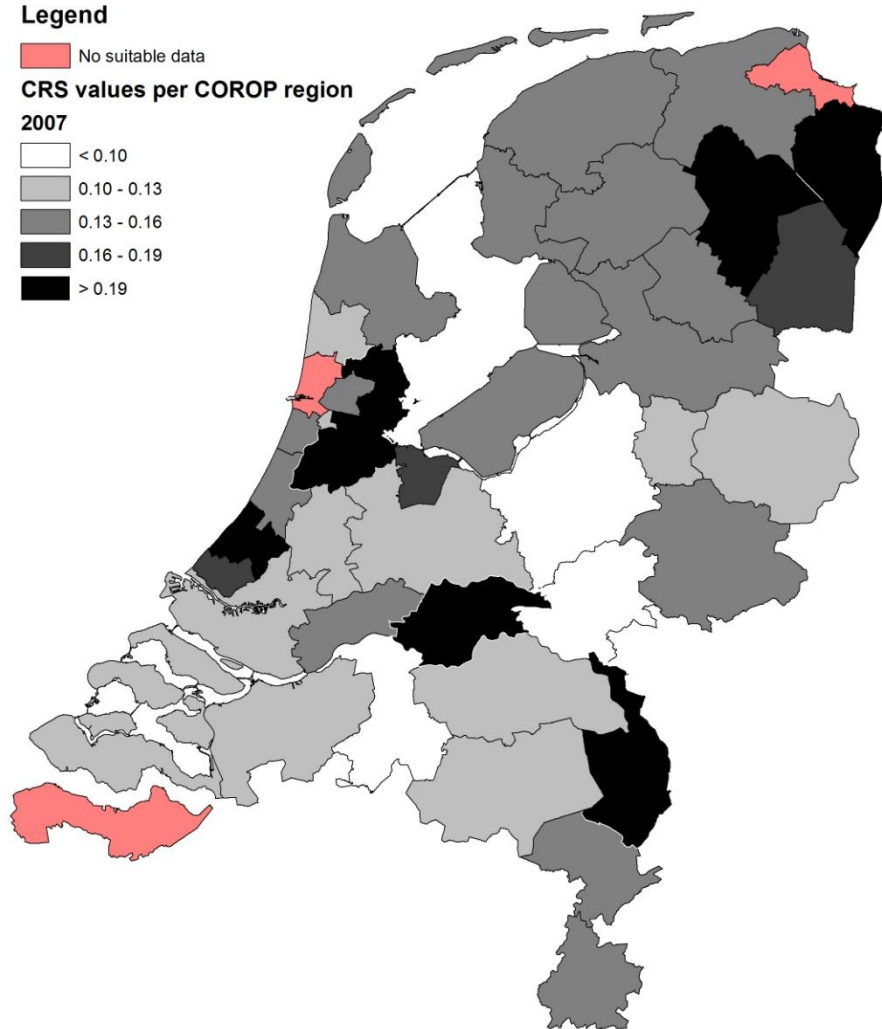 Legend
No suitable data
CRS values per COROP region
2007
< 0.10
0.10 - 0.13
0.13 - 0.16
0.16 - 0.19
> 0.19